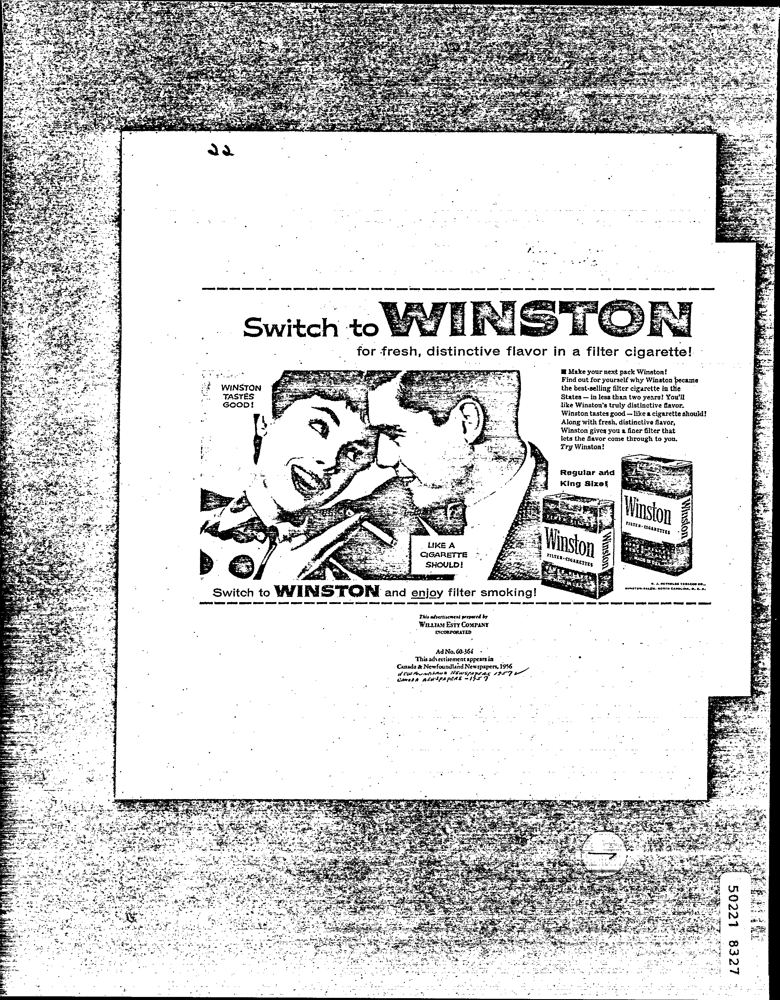 22
Switch to WINSTON
for fresh, distinctive flavor in a filter cigarette!
WINSTON
TASTES
GOOD!
■ Make your next pack Winston!
Find out for yourself why Winston became
the best-selling filter cigarette in the
States — in less than two years! You'll
like Winston's truly distinctive flavor.
Winston tastes good — like a cigarette should!
Along with fresh, distinctive flavor,
Winston gives you a finer filter that
lets the flavor come through to you.
Try Winston!
Regular and
King Size!
Winston
FILTER-CIGARETTES
Winston
Winston
FILTER-CIGARETTES
Winston
LIKE A
CIGARETTE
SHOULD!
R. J. REYNOLDS TOBACCO CO.,
WINSTON-SALEM, NORTH CAROLINA, U. S. A.
Switch to WINSTON and enjoy filter smoking!
This advertisement prepared by
WILLIAM ESTY COMPANY
INCORPORATED
Ad No. 60-364
This advertisement appears in
Canada & Newfoundland Newspapers, 1956
Newfoundland Newspapers 1957
Canada Newspapers - 1957
50221 8327